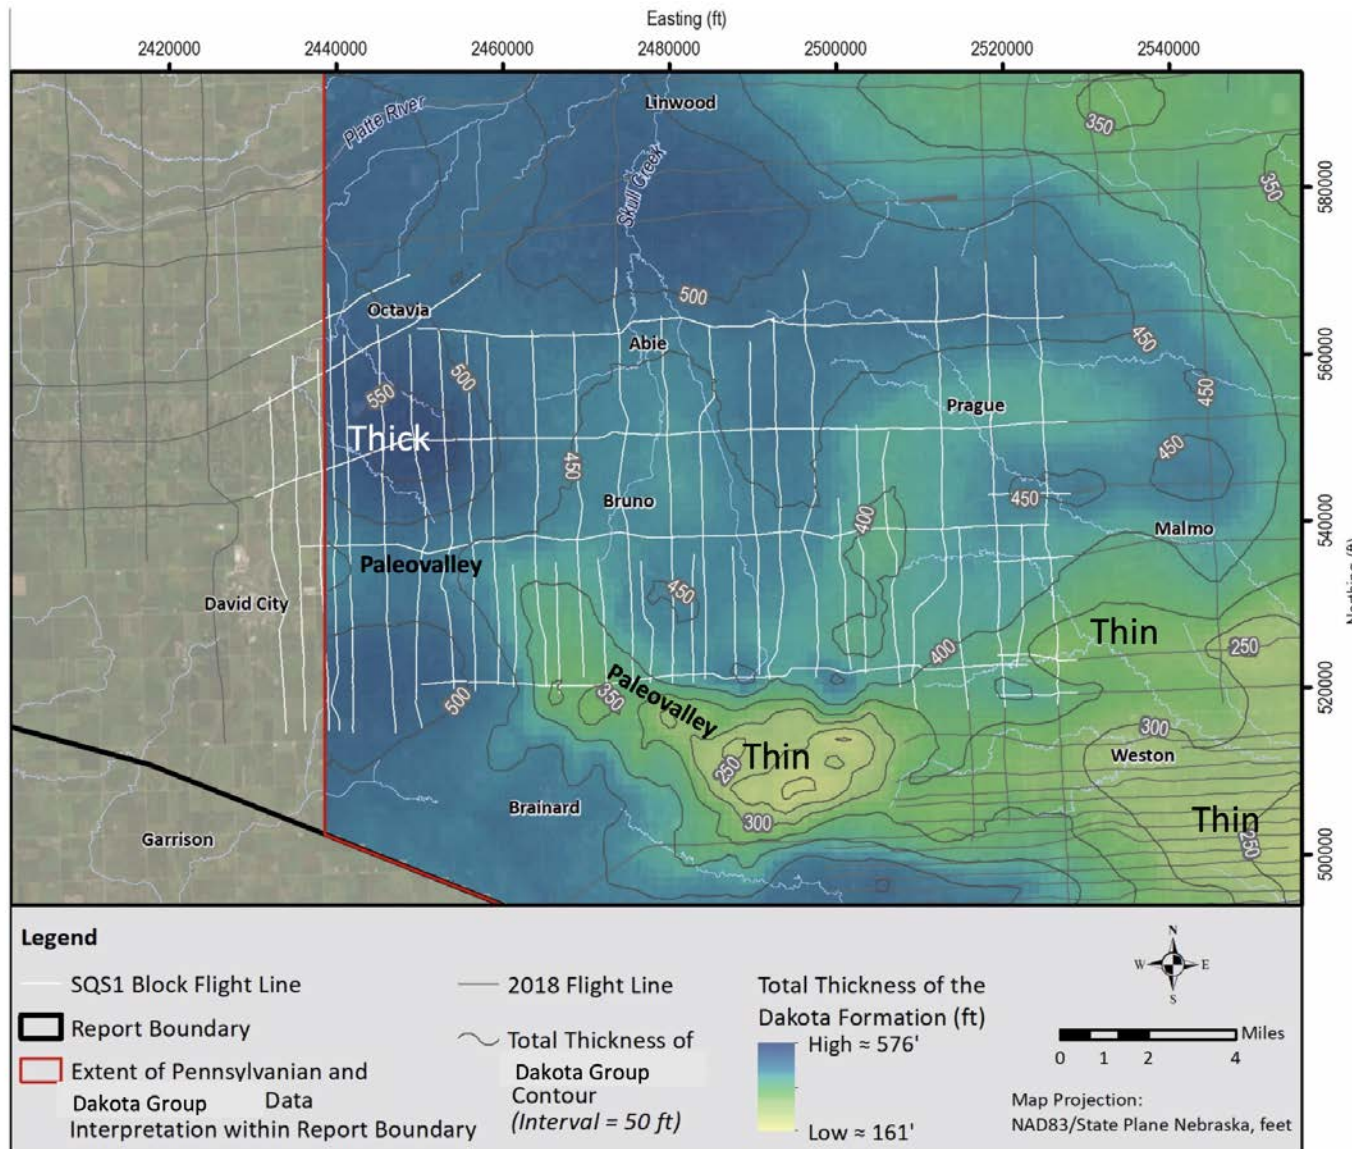 Easting (ft)
2420000 2440000 2460000 2480000 2500000 2520000 2540000
Linwood
Platte River
350
Skull Creek
350
580000
500
Octavia
Abie
450
560000
500
550
450
Prague
Thick
450
450
450
Bruno
400
540000
Malmo
Paleovalley
450
David City
Thin
250
400
Paleovalley
350
500
520000
300
Thin
250
Weston
Brainard
Thin
300
Garrison
250
500000
Legend
SQS1 Block Flight Line
Report Boundary
Extent of Pennsylvanian and
Dakota Group Data
Interpretation within Report Boundary
2018 Flight Line
Total Thickness of
Dakota Group
Contour
(Interval = 50 ft)
Total Thickness of the
Dakota Formation (ft)
High ≈ 576'
Low ≈ 161'
N
W E
S
Miles
0 1 2 4
Map Projection:
NAD83/State Plane Nebraska, feet